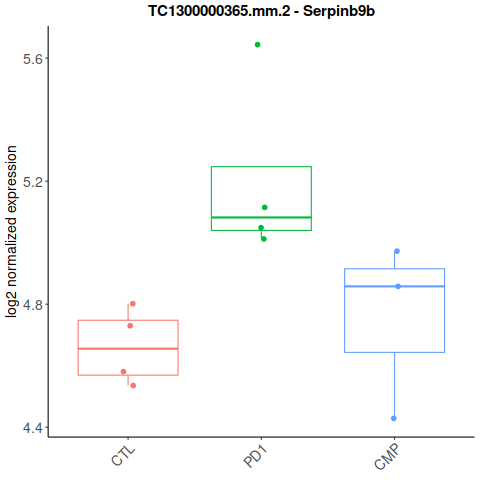 TC1300000365.mm.2 - Serpinb9b
log2 normalized expression
5.6
5.2
4.8
4.4
CTL
PD1
CMP